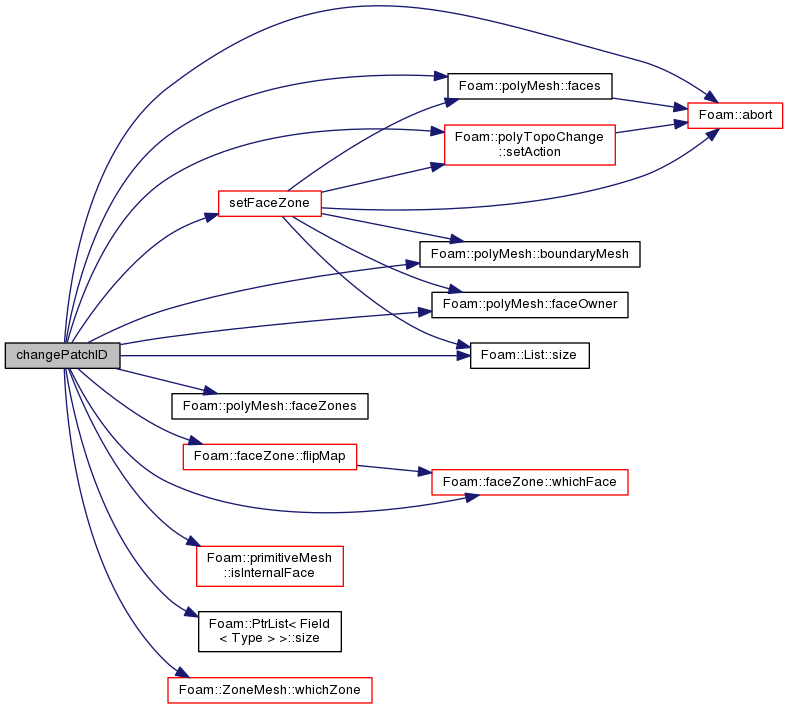 Foam::polyMesh::faces
Foam::abort
Foam::polyTopoChange
::setAction
setFaceZone
Foam::polyMesh::boundaryMesh
Foam::polyMesh::faceOwner
changePatchID
Foam::List::size
Foam::polyMesh::faceZones
Foam::faceZone::flipMap
Foam::faceZone::whichFace
Foam::primitiveMesh
::isInternalFace
Foam::PtrList< Field
< Type > >::size
Foam::ZoneMesh::whichZone